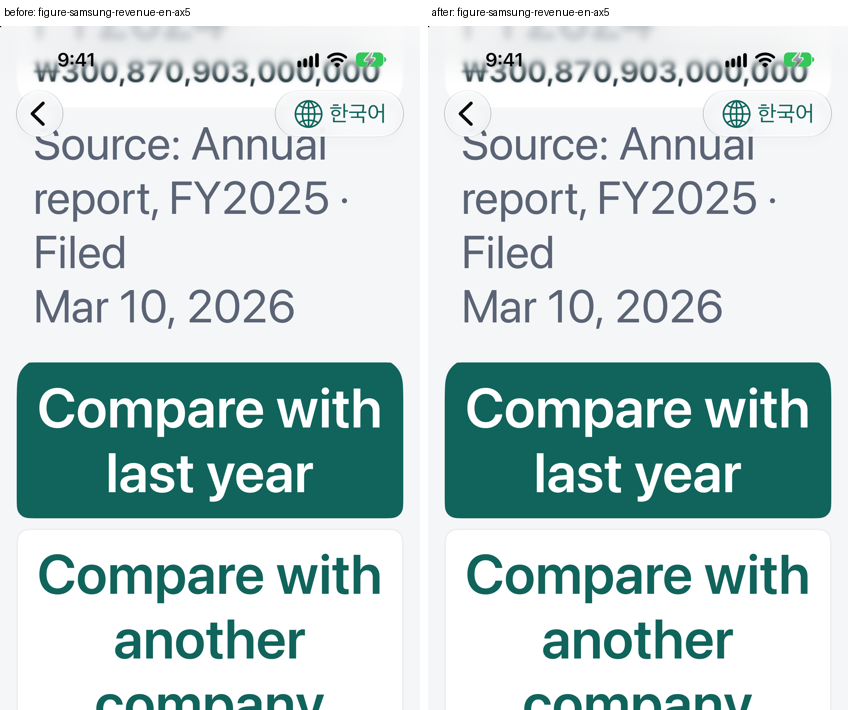 before: figure-samsung-revenue-en-ax5
after: figure-samsung-revenue-en-ax5
FY2024
9:41
₩300,870,903,000,000
한국어
Source: Annual
report, FY2025 ·
Filed
Mar 10, 2026
Compare with
last year
Compare with
another
company
9:41
₩300,870,903,000,000
한국어
Source: Annual
report, FY2025 ·
Filed
Mar 10, 2026
Compare with
last year
Compare with
another
company